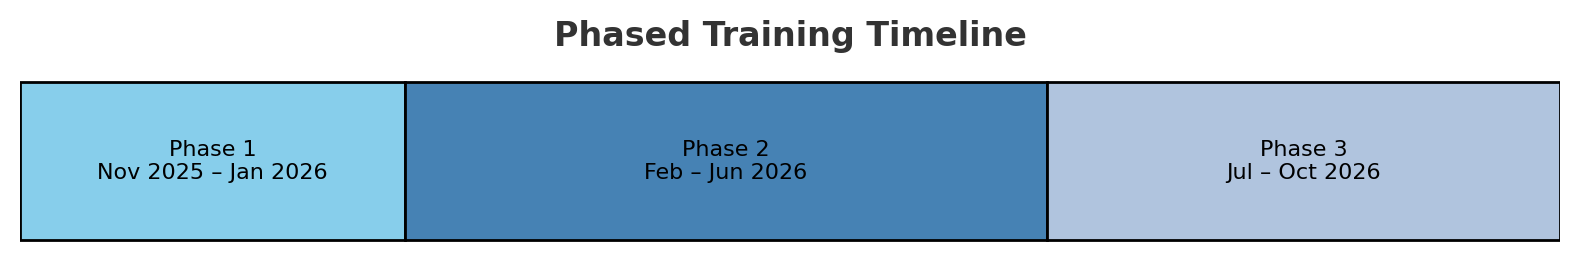 Phased Training Timeline
Phase 1
Nov 2025 – Jan 2026
Phase 2
Feb – Jun 2026
Phase 3
Jul – Oct 2026